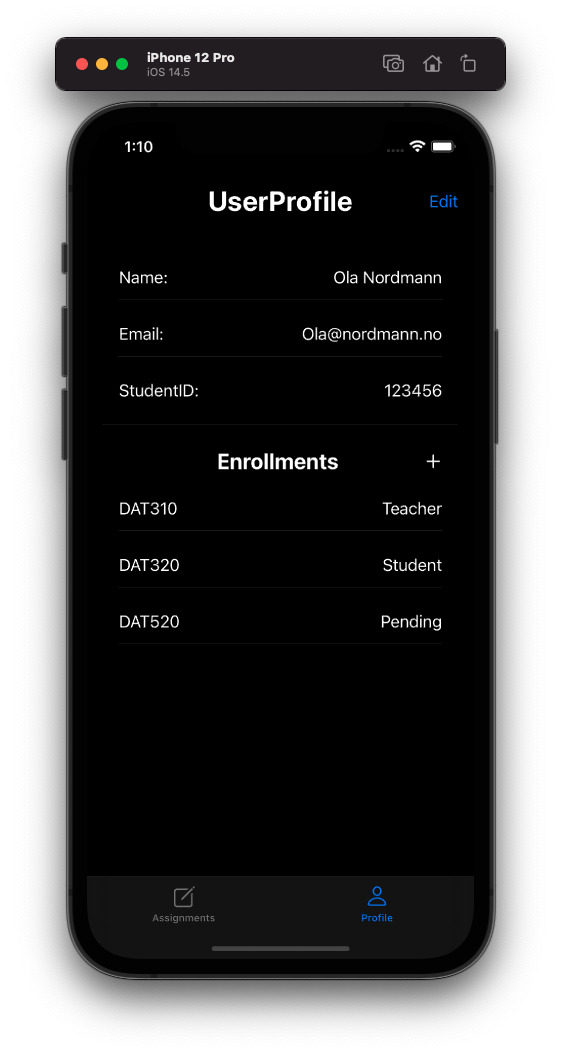 iPhone 12 Pro
iOS 14.5
1:10
UserProfile Edit
Name: Ola Nordmann
Email: Ola@nordmann.no
StudentID: 123456
Enrollments +
DAT310 Teacher
DAT320 Student
DAT520 Pending
Assignments Profile